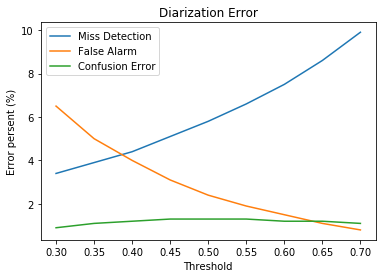 Diarization Error
Miss Detection
False Alarm
Confusion Error
Error persent (%)
10
8
6
4
2
0.30 0.35 0.40 0.45 0.50 0.55 0.60 0.65 0.70
Threshold